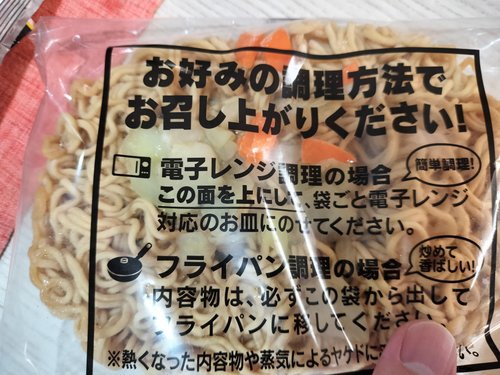 お好みの調理方法で
お召し上がりください!
電子レンジ調理の場合
簡単調理!
この面を上にして、袋ごと電子レンジ
対応のお皿にのせてください。
フライパン調理の場合
炒めて
香ばしい!
内容物は、必ずこの袋から出して
フライパンに移してください。
※熱くなった内容物や蒸気によるヤケドに